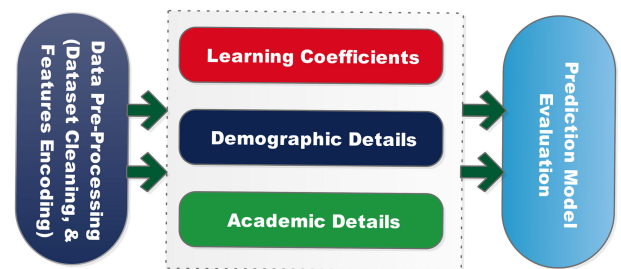 Data Pre-Processing
(Dataset Cleaning, &
Features Encoding)
Learning Coefficients
Demographic Details
Academic Details
Prediction Model
Evaluation